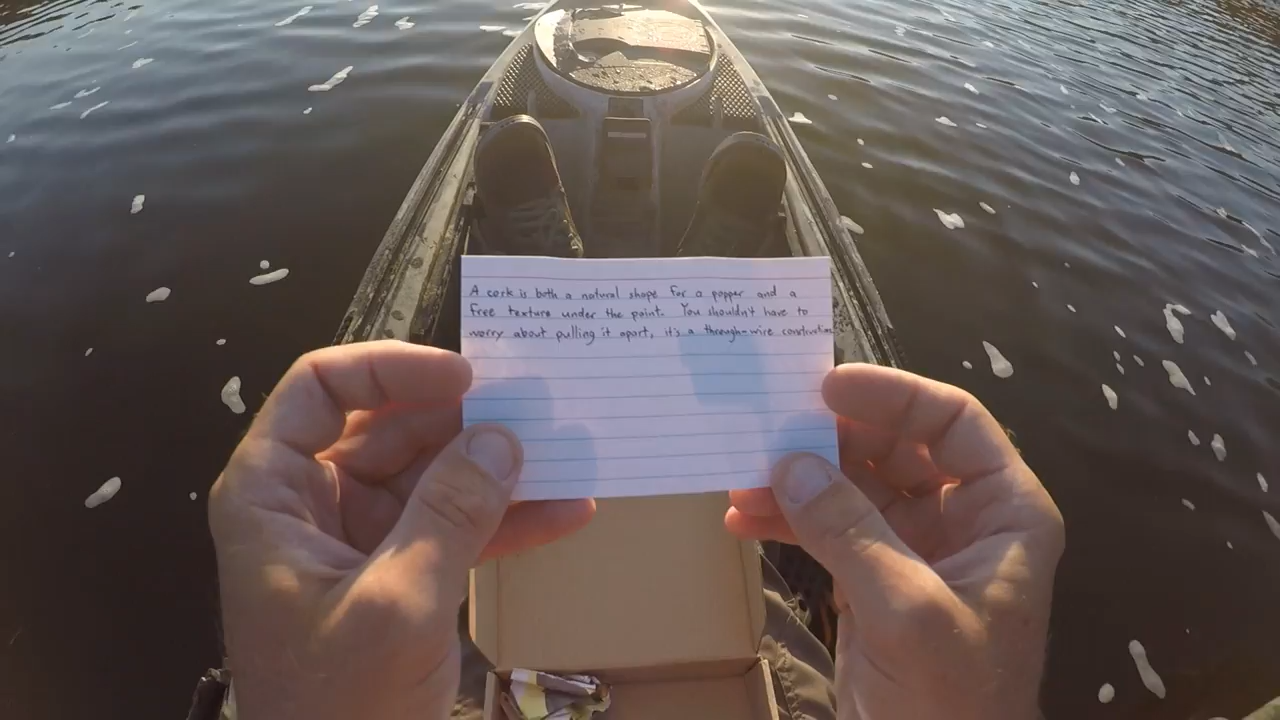 A cork is both a natural shape for a popper and a
free texture under the paint. You shouldn't have to
worry about pulling it apart, it's a through-wire construction